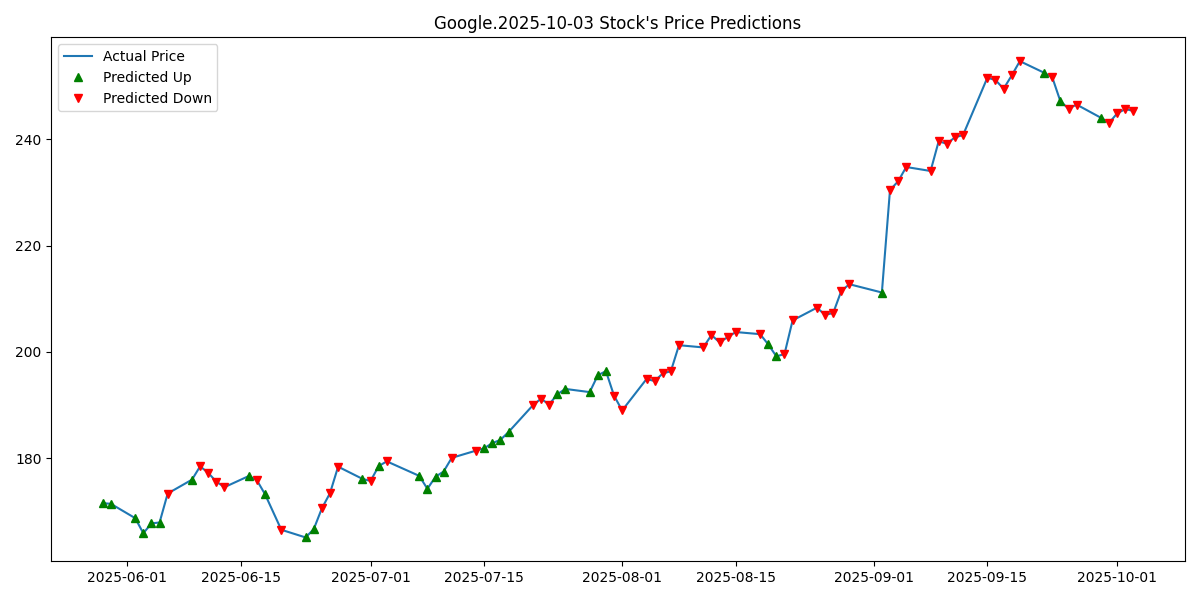 Google.2025-10-03 Stock's Price Predictions
Actual Price
Predicted Up
Predicted Down
240
220
200
180
2025-06-01 2025-06-15 2025-07-01 2025-07-15 2025-08-01 2025-08-15 2025-09-01 2025-09-15 2025-10-01